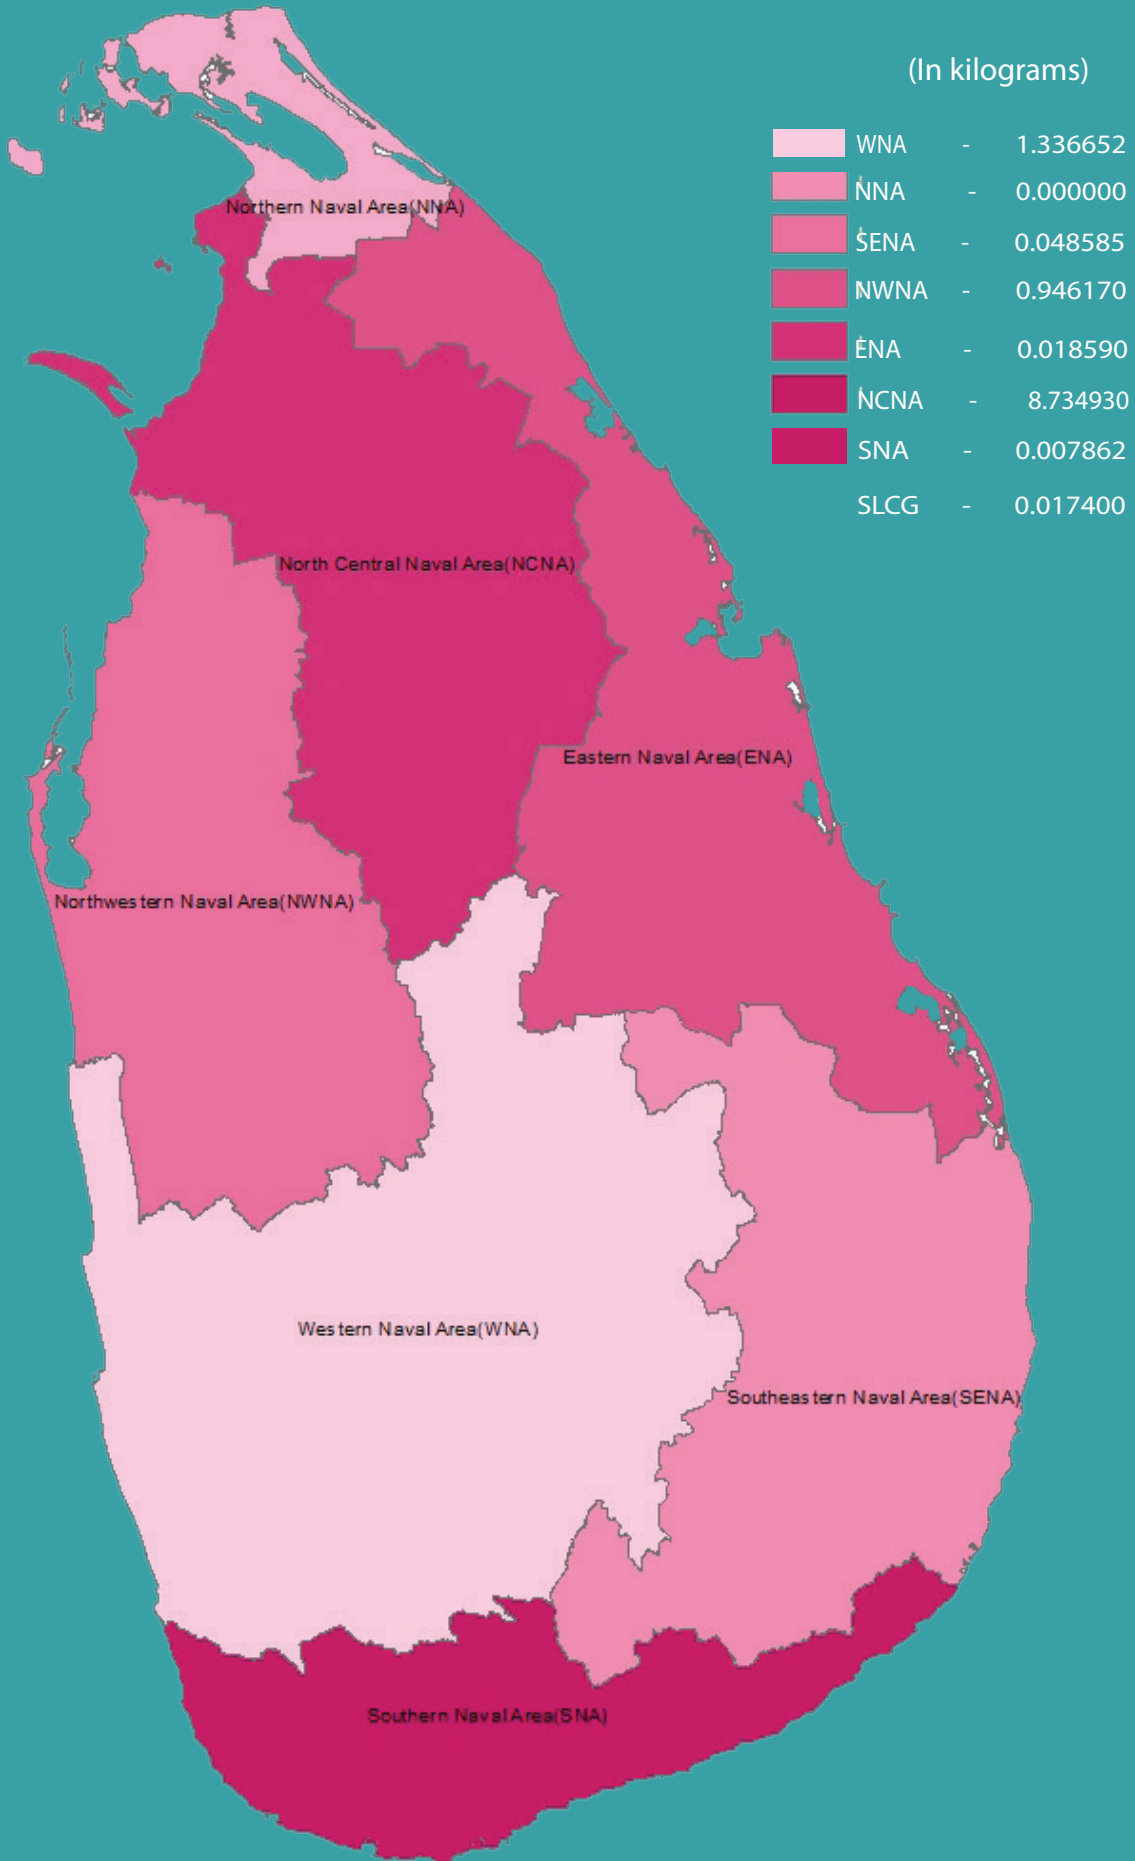 (In kilograms)
WNA - 1.336652
NNA - 0.000000
SENA - 0.048585
NWNA - 0.946170
ENA - 0.018590
NCNA - 8.734930
SNA - 0.007862
SLCG - 0.017400
Northern Naval Area(NNA)
North Central Naval Area(NCNA)
Eastern Naval Area(ENA)
Northwestern Naval Area(NWNA)
Western Naval Area(WNA)
Southeastern Naval Area(SENA)
Southern Naval Area(SNA)